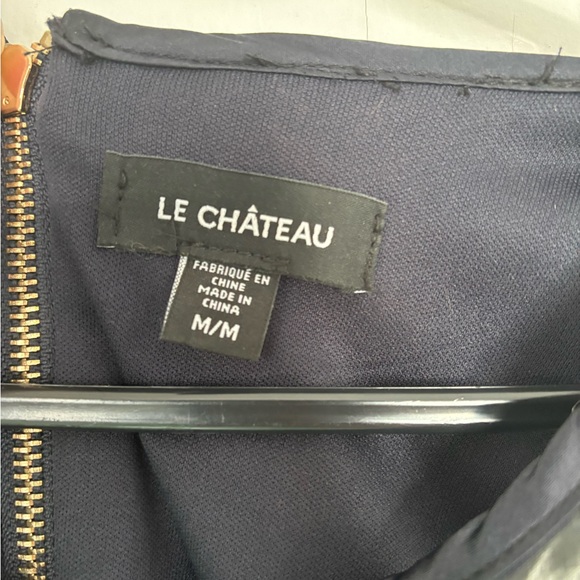 LE CHÂTEAU
FABRIQUÉ EN
CHINE
MADE IN
CHINA
M/M